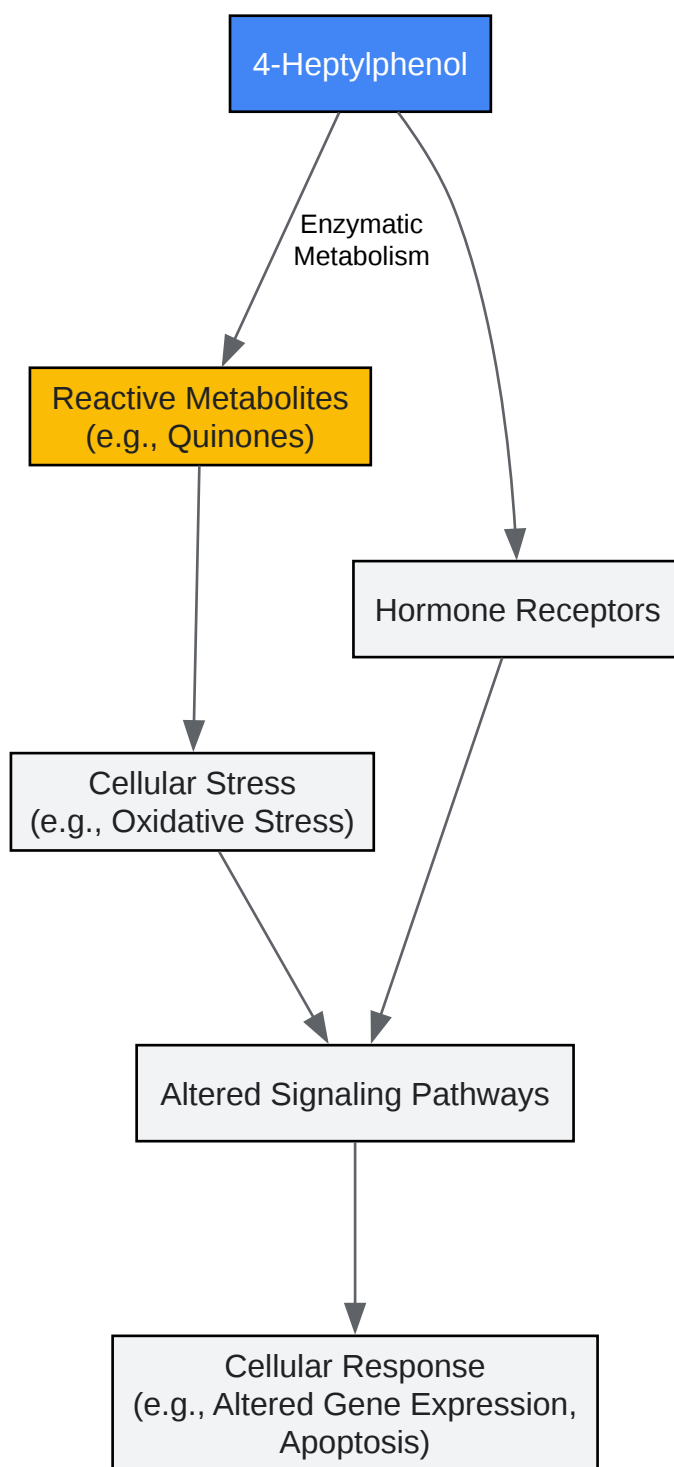 4-Heptylphenol
Enzymatic
Metabolism
Reactive Metabolites
(e.g., Quinones)
Hormone Receptors
Cellular Stress
(e.g., Oxidative Stress)
Altered Signaling Pathways
Cellular Response
(e.g., Altered Gene Expression,
Apoptosis)